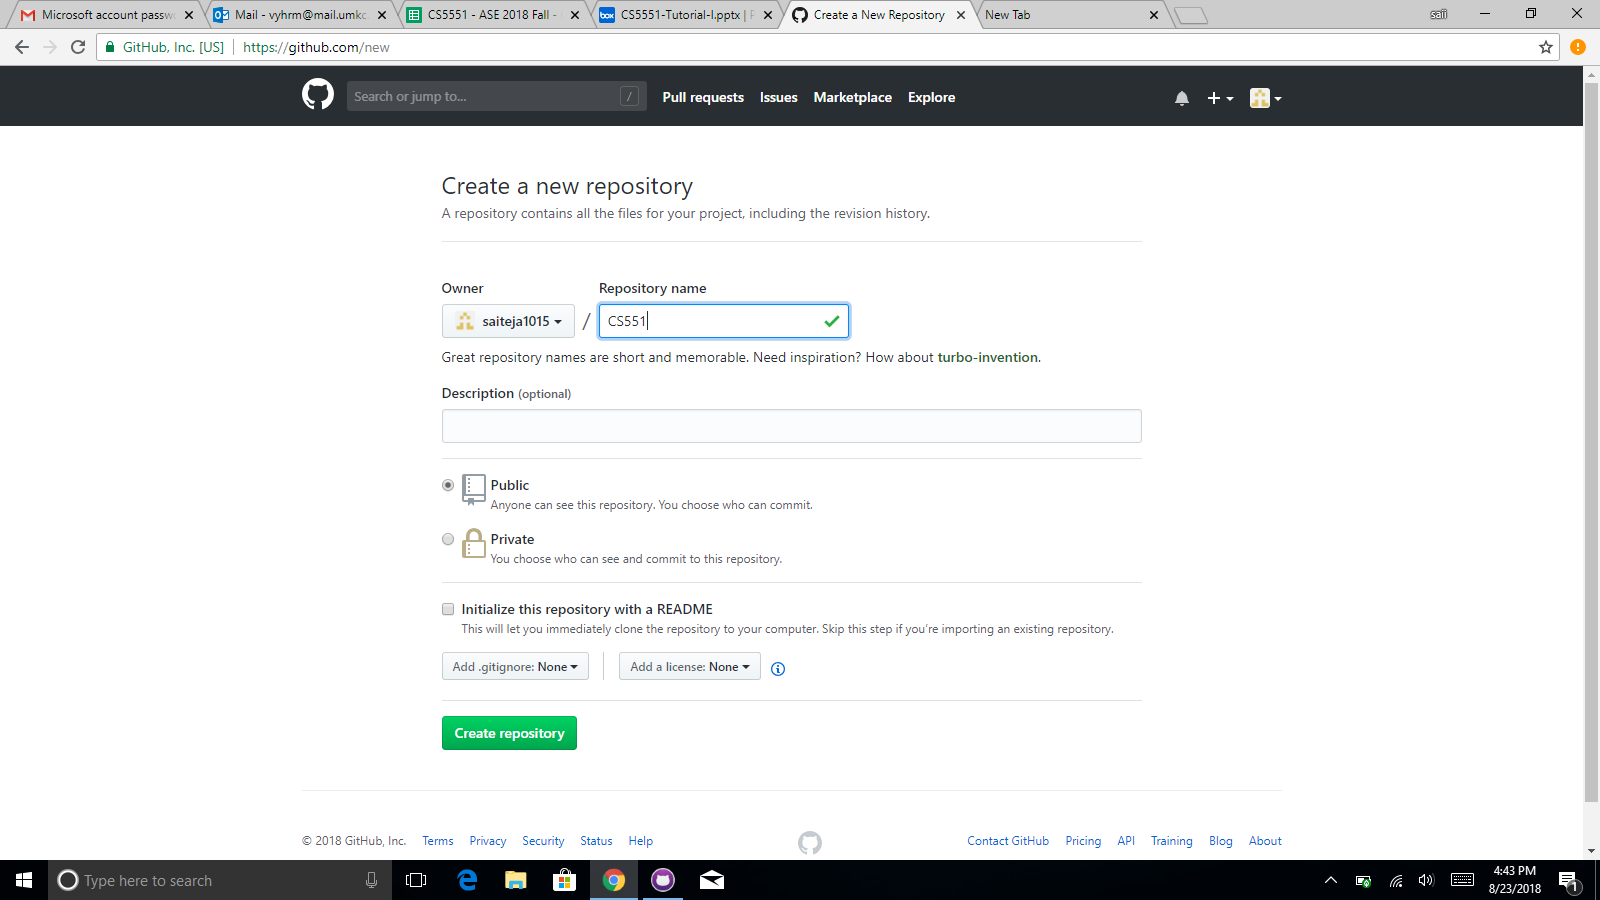 Microsoft account passwo
Mail - vyhrm@mail.umkc
CS5551 - ASE 2018 Fall -
box CS5551-Tutorial-I.pptx | P
Create a New Repository
New Tab
saii
GitHub, Inc. [US] https://github.com/new
Search or jump to... /
Pull requests Issues Marketplace Explore
Create a new repository
A repository contains all the files for your project, including the revision history.
Owner Repository name
saiteja1015 / CS551
Great repository names are short and memorable. Need inspiration? How about turbo-invention.
Description (optional)
Public
Anyone can see this repository. You choose who can commit.
Private
You choose who can see and commit to this repository.
Initialize this repository with a README
This will let you immediately clone the repository to your computer. Skip this step if you’re importing an existing repository.
Add .gitignore: None Add a license: None
Create repository
© 2018 GitHub, Inc. Terms Privacy Security Status Help Contact GitHub Pricing API Training Blog About
Type here to search
4:43 PM
8/23/2018
1